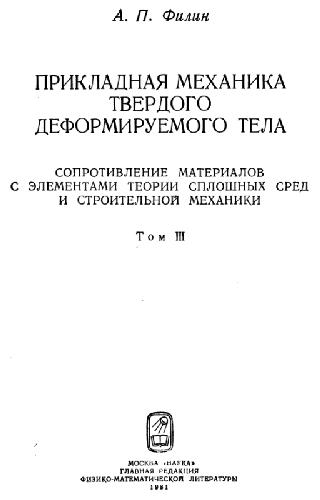 А. П. Филин
ПРИКЛАДНАЯ МЕХАНИКА
ТВЕРДОГО
ДЕФОРМИРУЕМОГО ТЕЛА
СОПРОТИВЛЕНИЕ МАТЕРИАЛОВ
С ЭЛЕМЕНТАМИ ТЕОРИИ СПЛОШНЫХ СРЕД
И СТРОИТЕЛЬНОЙ МЕХАНИКИ
Том III
МОСКВА «НАУКА»
ГЛАВНАЯ РЕДАКЦИЯ
ФИЗИКО-МАТЕМАТИЧЕСКОЙ ЛИТЕРАТУРЫ
1981